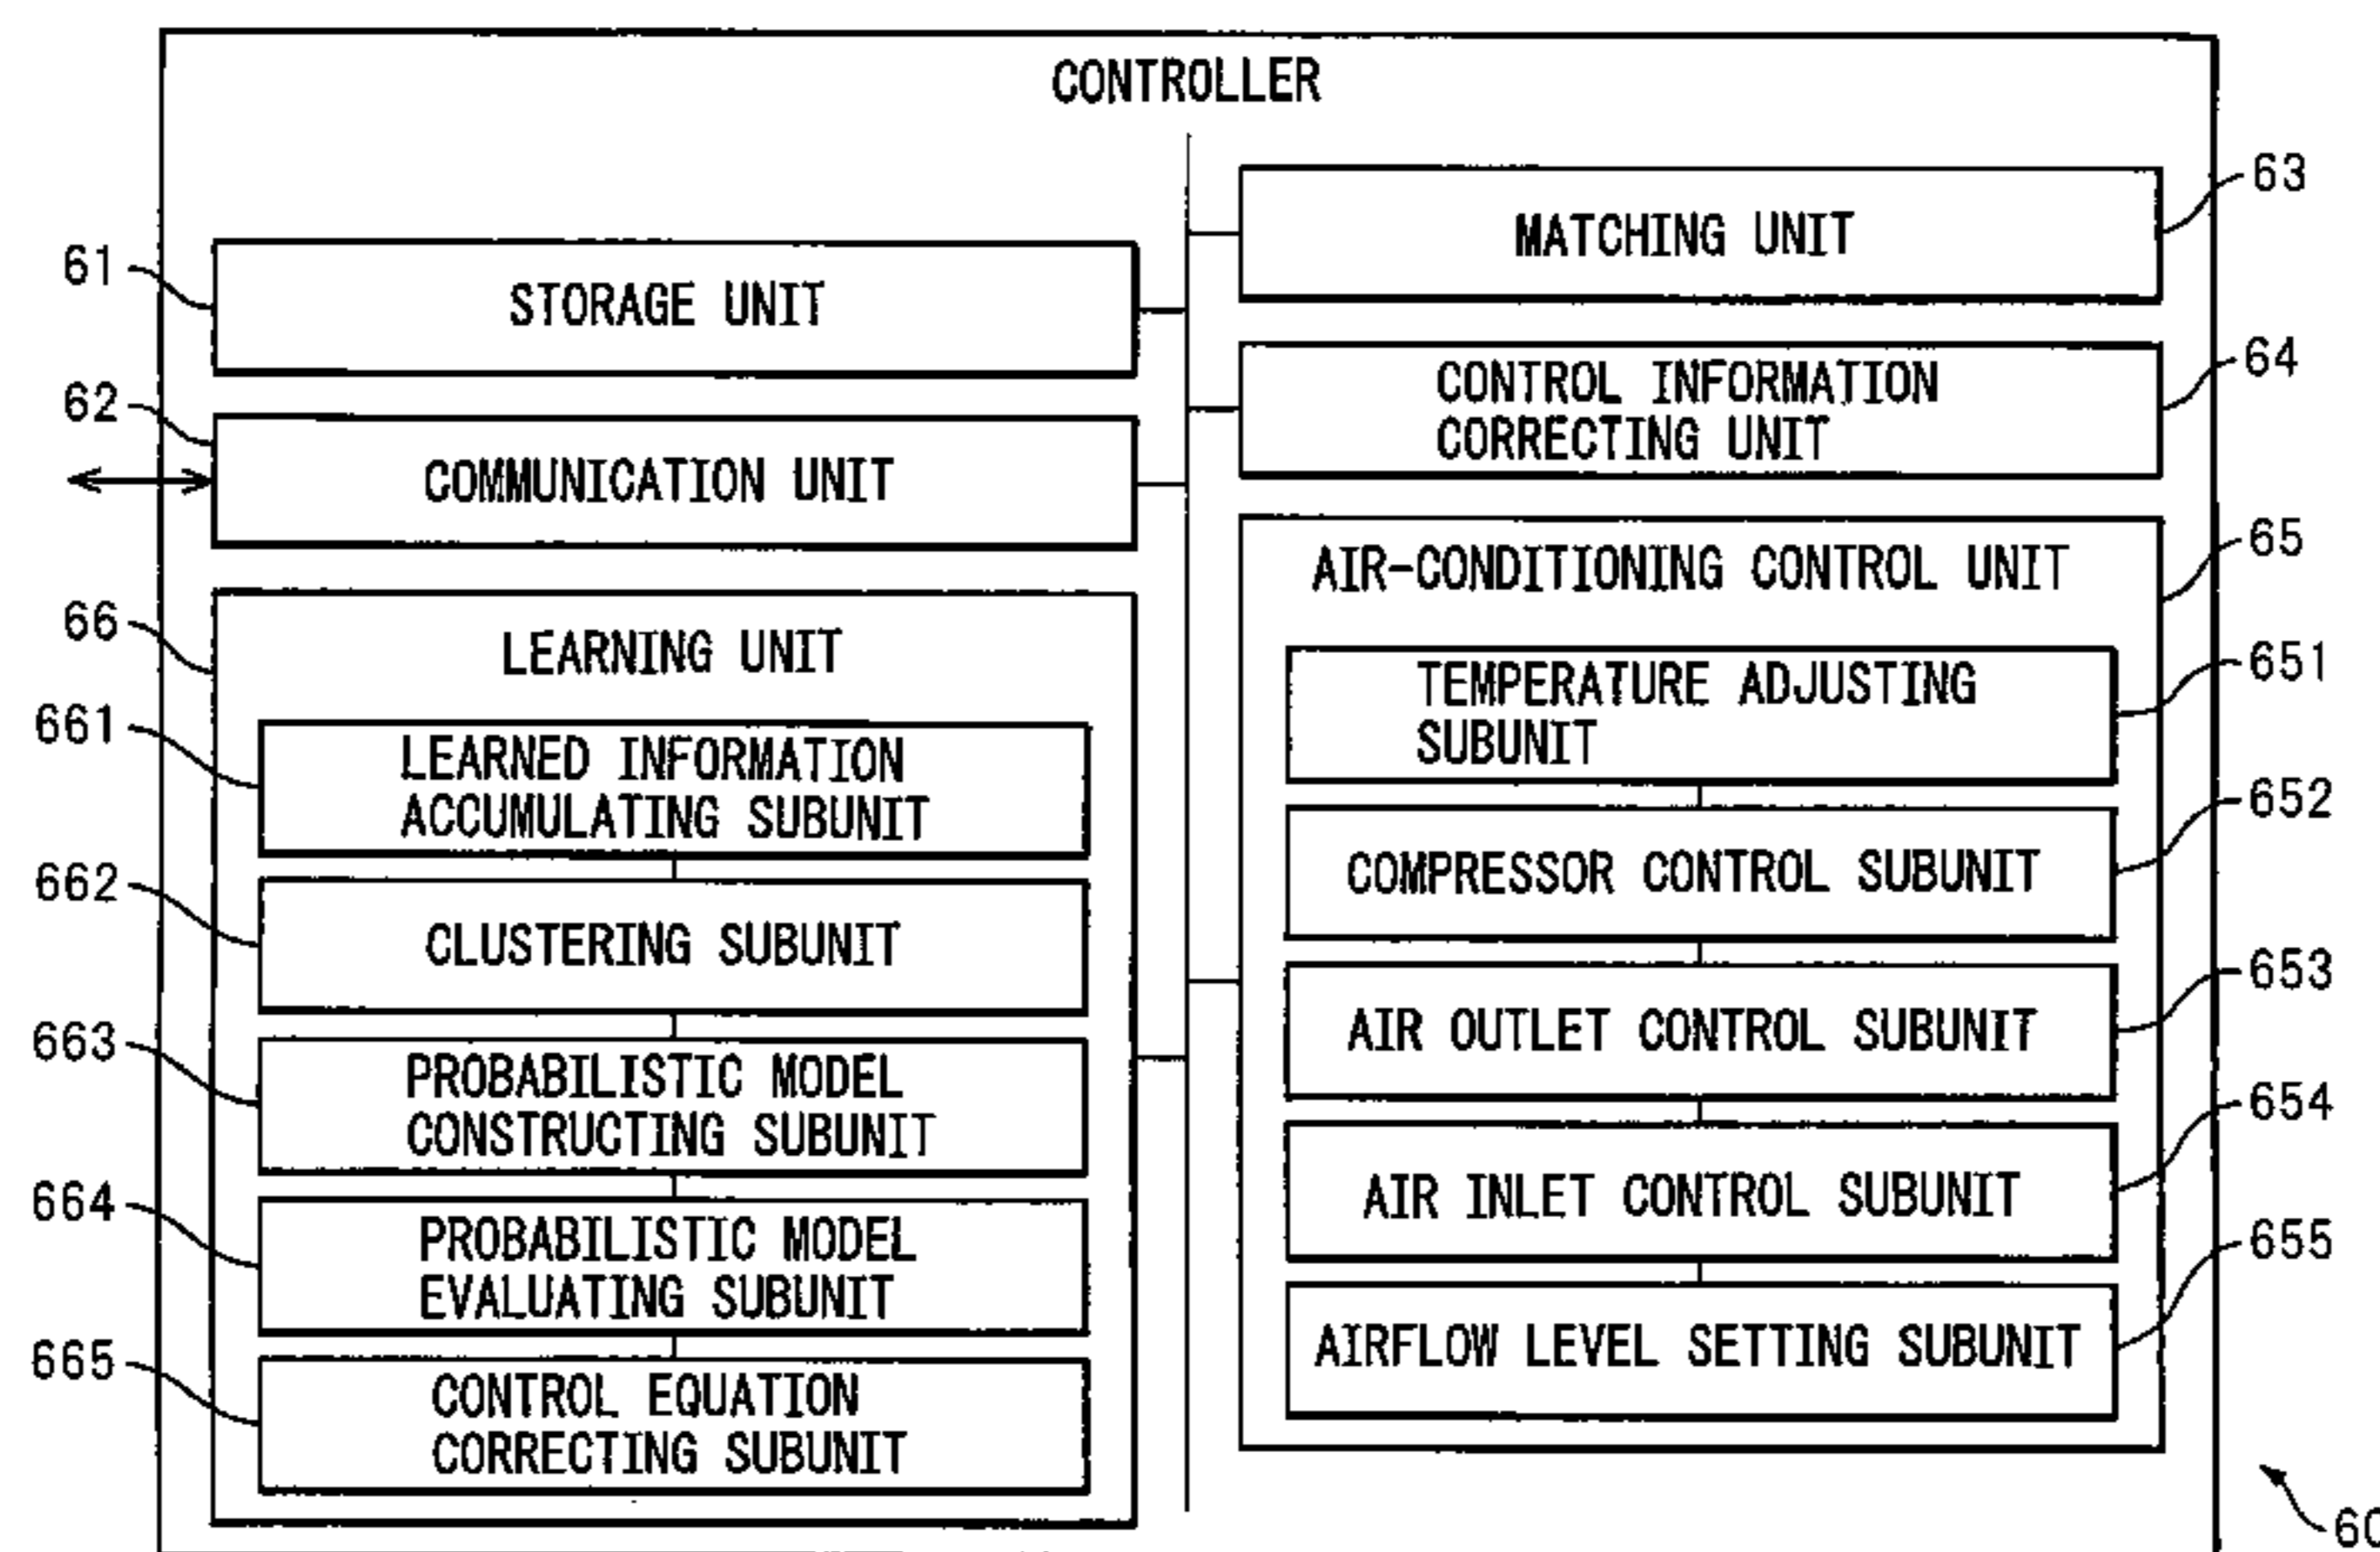 CONTROLLER
61
STORAGE UNIT
62
COMMUNICATION UNIT
66
LEARNING UNIT
661
LEARNED INFORMATION
ACCUMULATING SUBUNIT
662
CLUSTERING SUBUNIT
663
PROBABILISTIC MODEL
CONSTRUCTING SUBUNIT
664
PROBABILISTIC MODEL
EVALUATING SUBUNIT
665
CONTROL EQUATION
CORRECTING SUBUNIT
63
MATCHING UNIT
64
CONTROL INFORMATION
CORRECTING UNIT
65
AIR-CONDITIONING CONTROL UNIT
651
TEMPERATURE ADJUSTING
SUBUNIT
652
COMPRESSOR CONTROL SUBUNIT
653
AIR OUTLET CONTROL SUBUNIT
654
AIR INLET CONTROL SUBUNIT
655
AIRFLOW LEVEL SETTING SUBUNIT
60